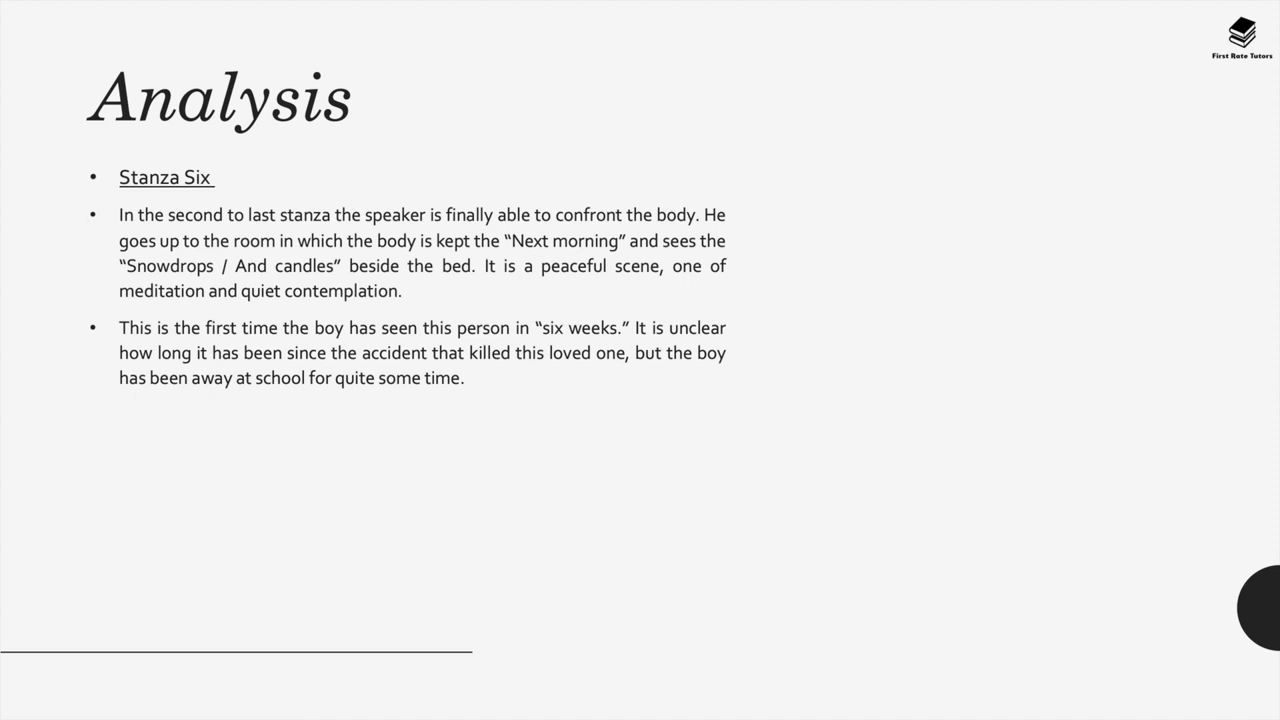 First Rate Tutors
Analysis
• Stanza Six
• In the second to last stanza the speaker is finally able to confront the body. He
goes up to the room in which the body is kept the “Next morning” and sees the
“Snowdrops / And candles” beside the bed. It is a peaceful scene, one of
meditation and quiet contemplation.
• This is the first time the boy has seen this person in “six weeks.” It is unclear
how long it has been since the accident that killed this loved one, but the boy
has been away at school for quite some time.